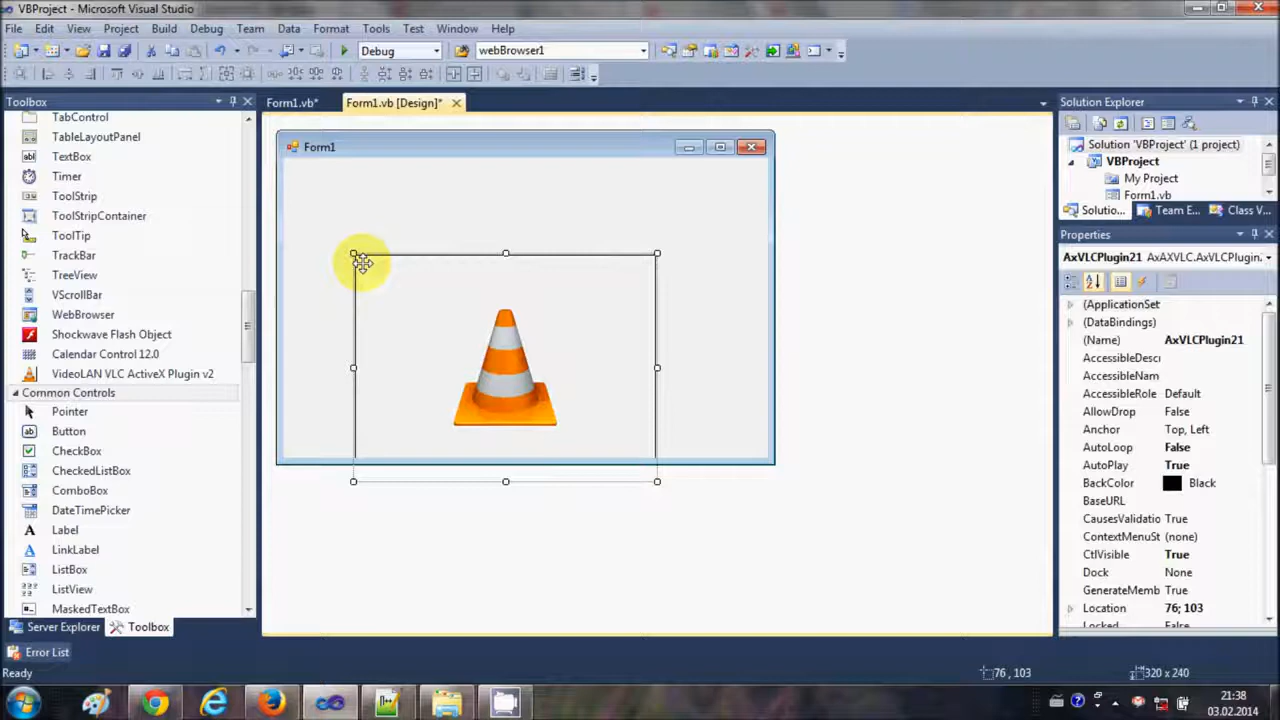 VBProject - Microsoft Visual Studio
File Edit View Project Build Debug Team Format Tools Test Window Help
Debug
webBrowser1
Toolbox
TabControl
TableLayoutPanel
TextBox
Timer
ToolStrip
ToolStripContainer
ToolTip
TrackBar
TreeView
VScrollBar
WebBrowser
Shockwave Flash Object
Calendar Control 12.0
VideoLAN VLC ActiveX Plugin v2
Common Controls
Pointer
Button
CheckBox
CheckedListBox
ComboBox
DateTimePicker
Label
LinkLabel
ListBox
ListView
MaskedTextBox
Server Explorer Toolbox
Error List
Ready
Form1.vb* Form1.vb [Design]*
Form1
Solution Explorer
Solution 'VBProject' (1 project)
VBProject
My Project
Form1.vb
Solutio... Team E... Class V...
Properties
AxVLCPlugin21 AxAXVLC.AxVLCPlugin.
(ApplicationSet
(DataBindings)
(Name) AxVLCPlugin21
AccessibleDescri
AccessibleNam
AccessibleRole Default
AllowDrop False
Anchor Top, Left
AutoLoop False
AutoPlay True
BackColor Black
BaseURL
CausesValidatio True
ContextMenuSt (none)
CtlVisible True
Dock None
GenerateMemb True
Location 76; 103
Locked False
76 , 103
320 x 240
21:38
03.02.2014